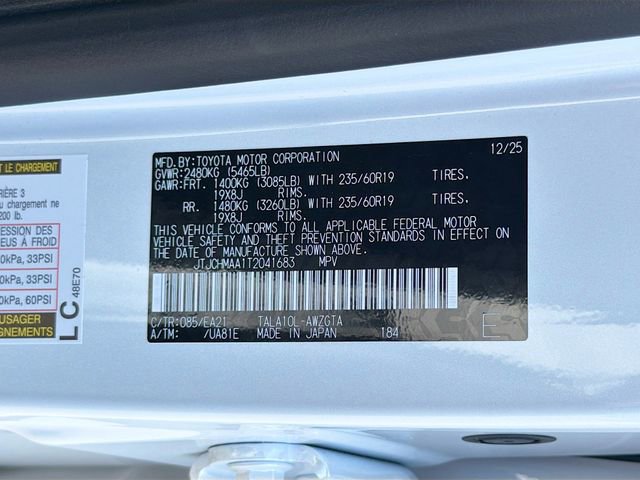 MFD. BY: TOYOTA MOTOR CORPORATION 12/25
GVWR: 2480KG (5465LB)
GAWR: FRT. 1400KG (3085LB) WITH 235/60R19 TIRES,
19X8J RIMS.
RR. 1480KG (3260LB) WITH 235/60R19 TIRES,
19X8J RIMS.
THIS VEHICLE CONFORMS TO ALL APPLICABLE FEDERAL MOTOR
VEHICLE SAFETY AND THEFT PREVENTION STANDARDS IN EFFECT ON
THE DATE OF MANUFACTURE SHOWN ABOVE.
JTJCHMAA1T2041683 MPV
C/TR: 085/EA21 TALA10L-AWZGTA
A/TM: /UA81E MADE IN JAPAN 184 E
T LE CHARGEMENT
IÈRE 3
u chargement ne
200 lb.
RESSION DES
EUS À FROID
0kPa, 33PSI
0kPa, 33PSI
0kPa, 60PSI
USAGER
GNEMENTS
LC 48E70